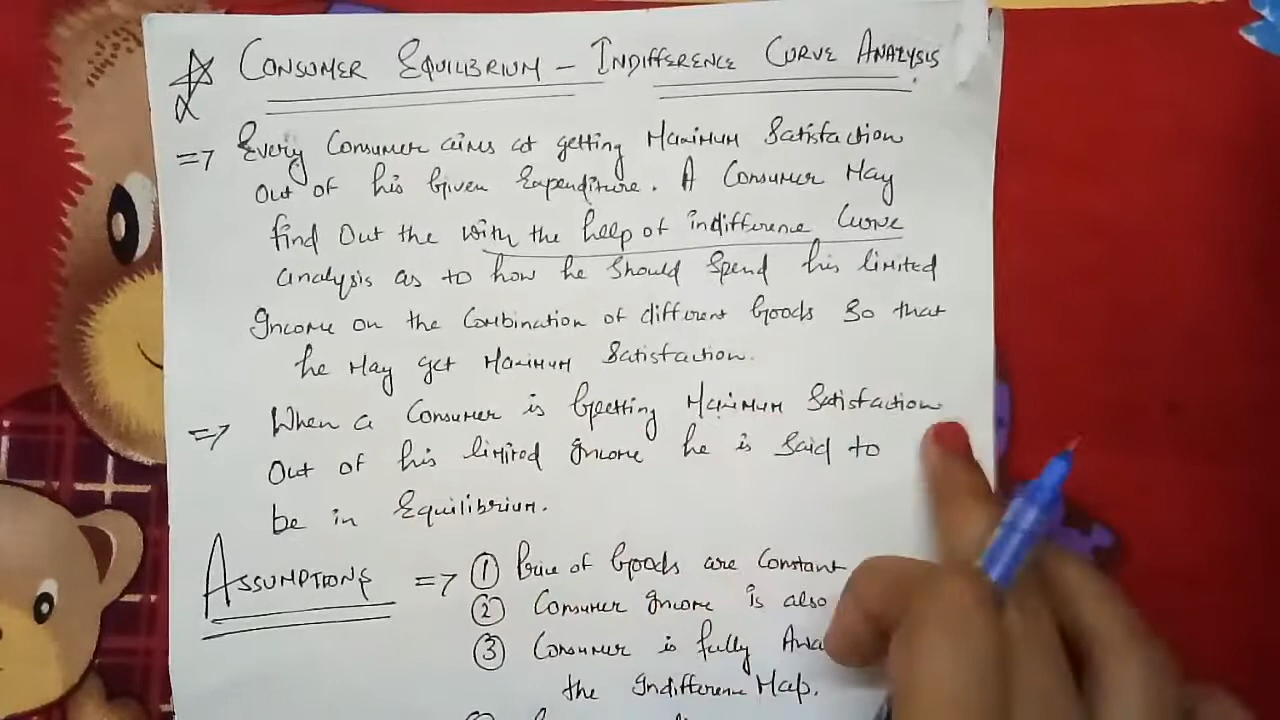 CONSUMER EQUILIBRIUM - INDIFFERENCE CURVE ANALYSIS
=> Every Consumer aims at getting Maximum Satisfaction
out of his Given Expenditure. A Consumer May
find out the with the help of indifference Curve
analysis as to how he should spend his limited
Income on the Combination of different Goods So that
he May get Maximum Satisfaction.
=> When a Consumer is Getting Maximum Satisfaction
Out of his limited Income he is Said to
be in Equilibrium.
ASSUMPTIONS => ① Price of Goods are Constant
② Consumer Income is also
③ Consumer is fully
the Indifference Map.